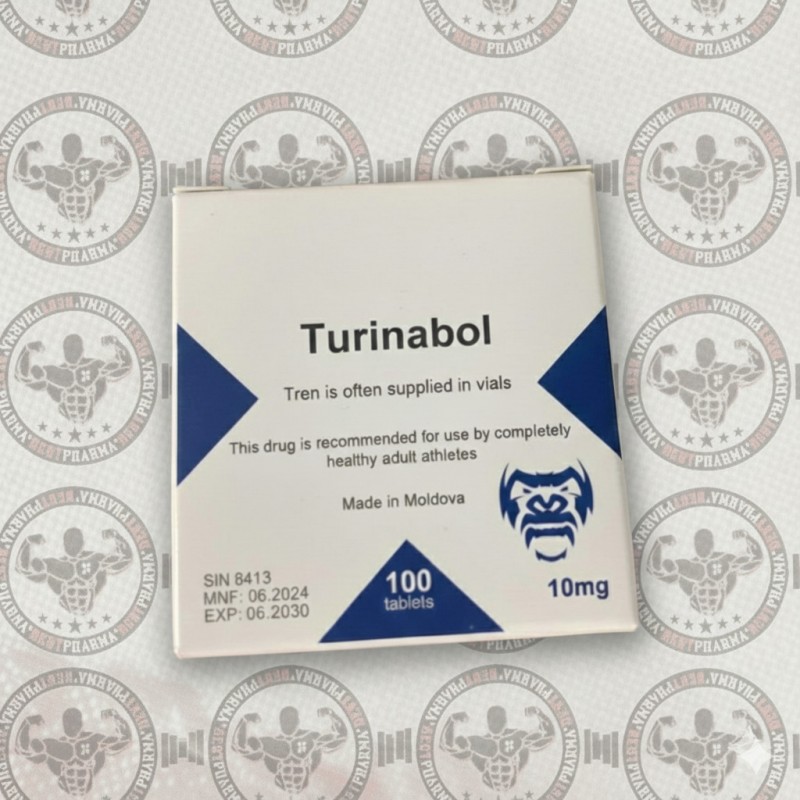 Turinabol
Tren is often supplied in vials
This drug is recommended for use by completely
healthy adult athletes
Made in Moldova
SIN 8413
MNF: 06.2024
EXP: 06.2030
100
tablets
10mg